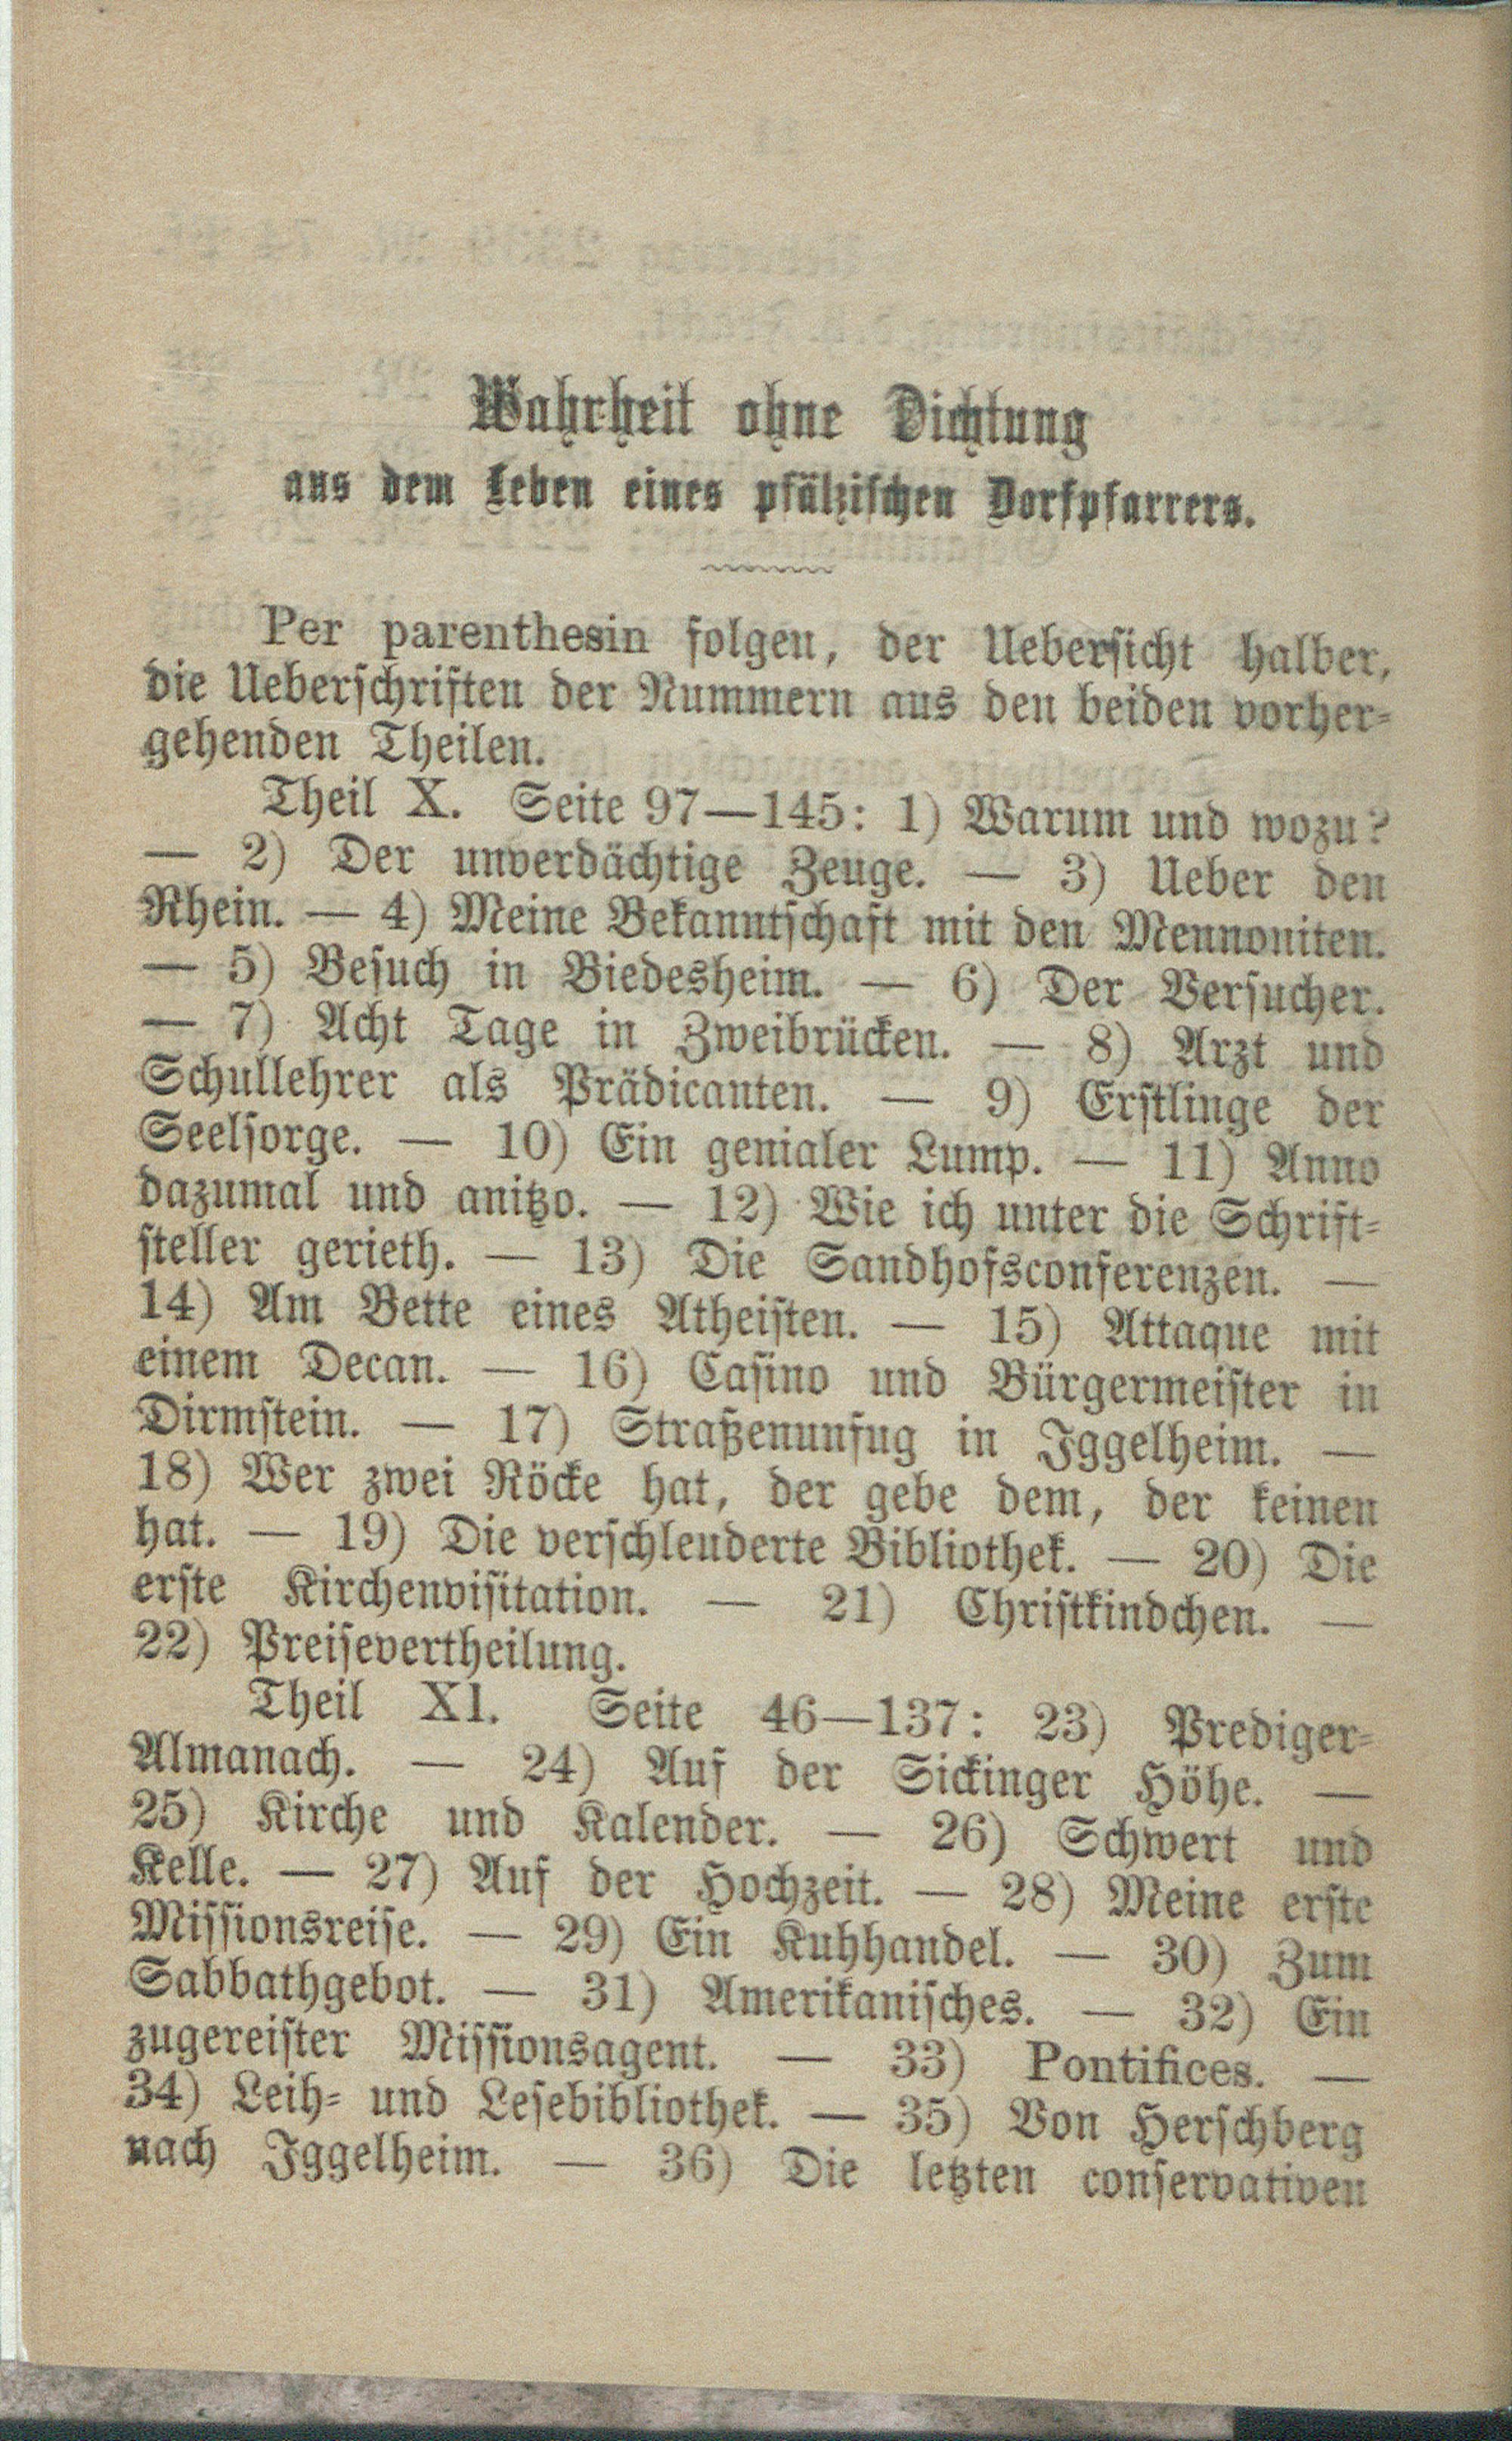 Wahrheit ohne Dichtung
aus dem Leben eines pfälzischen Dorfpfarrers.
Per parenthesin folgen, der Uebersicht halber,
die Ueberschriften der Nummern aus den beiden vorher-
gehenden Theilen.
Theil X. Seite 97—145: 1) Warum und wozu?
— 2) Der unverdächtige Zeuge. — 3) Ueber den
Rhein. — 4) Meine Bekanntschaft mit den Mennoniten.
— 5) Besuch in Biedesheim. — 6) Der Versucher.
— 7) Acht Tage in Zweibrücken. — 8) Arzt und
Schullehrer als Prädicanten. — 9) Erstlinge der
Seelsorge. — 10) Ein genialer Lump. — 11) Anno
dazumal und anitzo. — 12) Wie ich unter die Schrift-
steller gerieth. — 13) Die Sandhofsconferenzen. —
14) Am Bette eines Atheisten. — 15) Attaque mit
einem Decan. — 16) Casino und Bürgermeister in
Dirmstein. — 17) Straßenunfug in Iggelheim. —
18) Wer zwei Röcke hat, der gebe dem, der keinen
hat. — 19) Die verschleuderte Bibliothek. — 20) Die
erste Kirchenvisitation. — 21) Christkindchen. —
22) Preisevertheilung.
Theil XI. Seite 46—137: 23) Prediger-
Almanach. — 24) Auf der Sickinger Höhe. —
25) Kirche und Kalender. — 26) Schwert und
Kelle. — 27) Auf der Hochzeit. — 28) Meine erste
Missionsreise. — 29) Ein Kuhhandel. — 30) Zum
Sabbathgebot. — 31) Amerikanisches. — 32) Ein
zugereister Missionsagent. — 33) Pontifices. —
34) Leih- und Lesebibliothek. — 35) Von Herschberg
nach Iggelheim. — 36) Die letzten conservativen